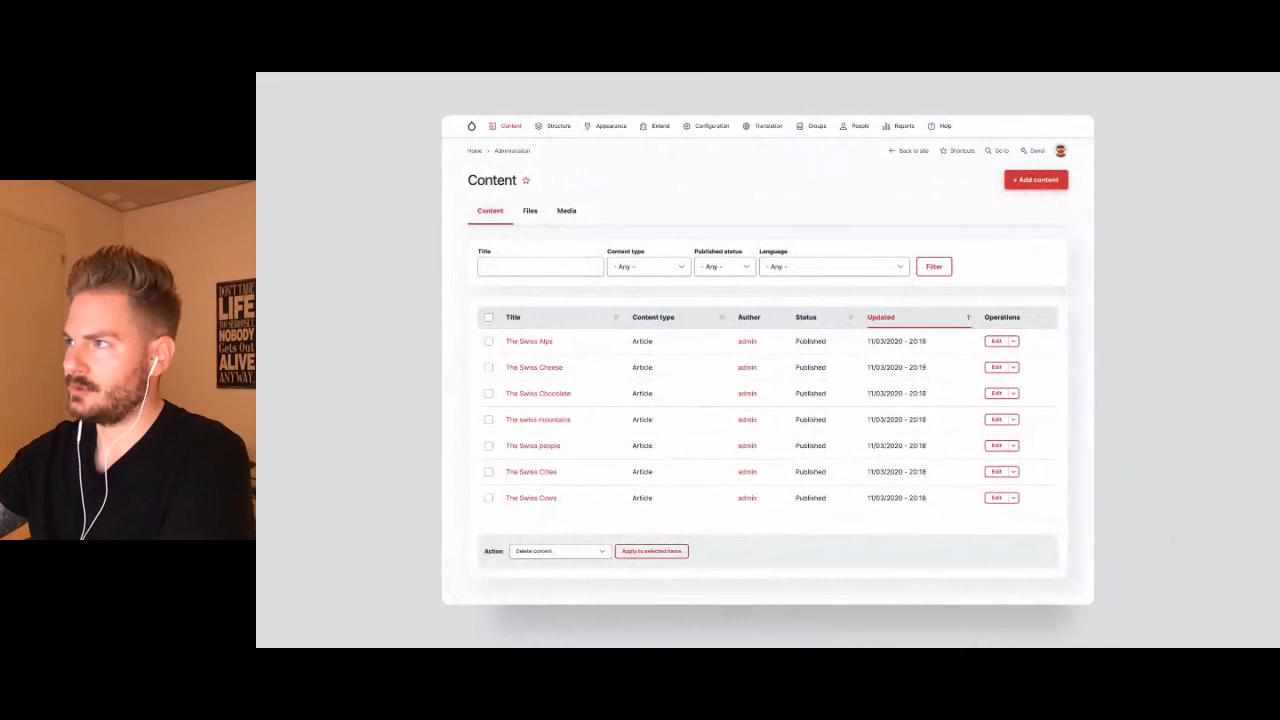 DON'T TAKE
LIFE
TOO SERIOUSLY
NOBODY
Gets Out
ALIVE
ANYWAY.
Content Structure Appearance Extend Configuration Translation Groups People Reports Help
Home › Administration
Back to site Shortcuts Go to Devel
Content
+ Add content
Content Files Media
Title Content type Published status Language
- Any - - Any - - Any - Filter
Title Content type Author Status Updated Operations
The Swiss Alps Article admin Published 11/03/2020 - 20:19 Edit
The Swiss Cheese Article admin Published 11/03/2020 - 20:19 Edit
The Swiss Chocolate Article admin Published 11/03/2020 - 20:19 Edit
The swiss mountains Article admin Published 11/03/2020 - 20:19 Edit
The Swiss people Article admin Published 11/03/2020 - 20:18 Edit
The Swiss Cities Article admin Published 11/03/2020 - 20:18 Edit
The Swiss Cows Article admin Published 11/03/2020 - 20:18 Edit
Action Delete content Apply to selected items